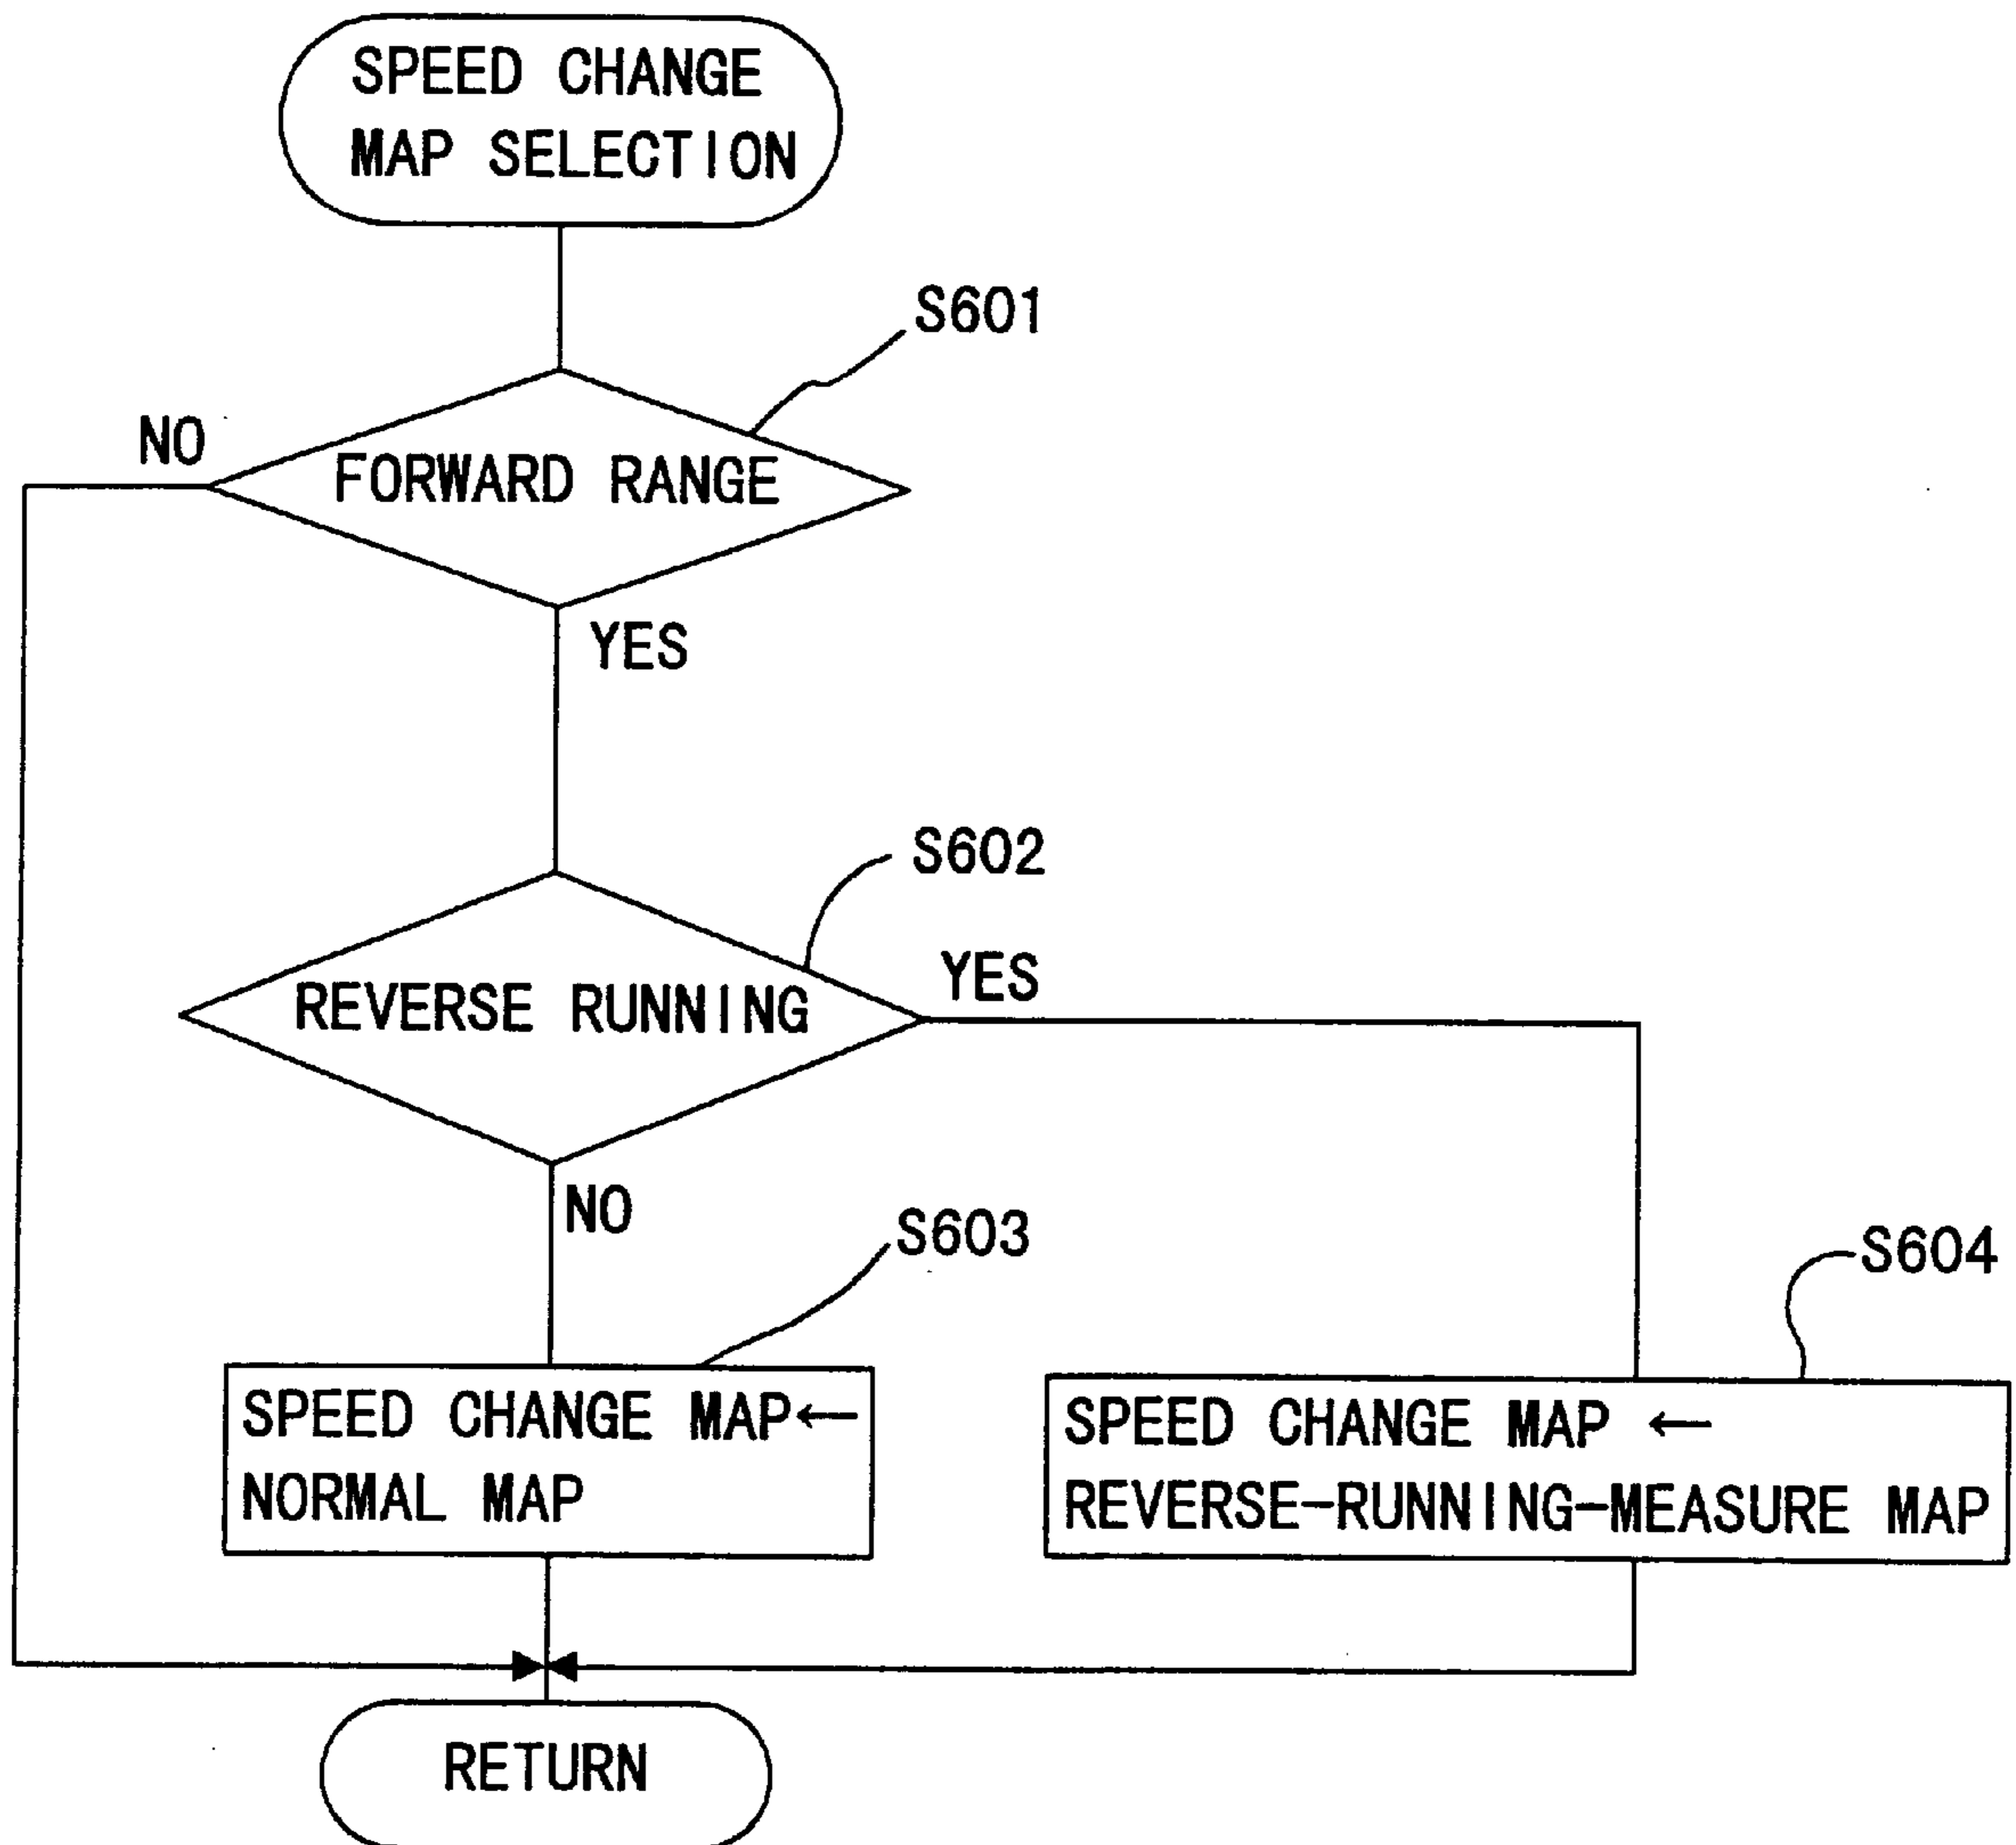 SPEED CHANGE
MAP SELECTION
S601
NO
FORWARD RANGE
YES
S602
YES
REVERSE RUNNING
NO
S603
S604
SPEED CHANGE MAP←
NORMAL MAP
SPEED CHANGE MAP ←
REVERSE-RUNNING-MEASURE MAP
RETURN